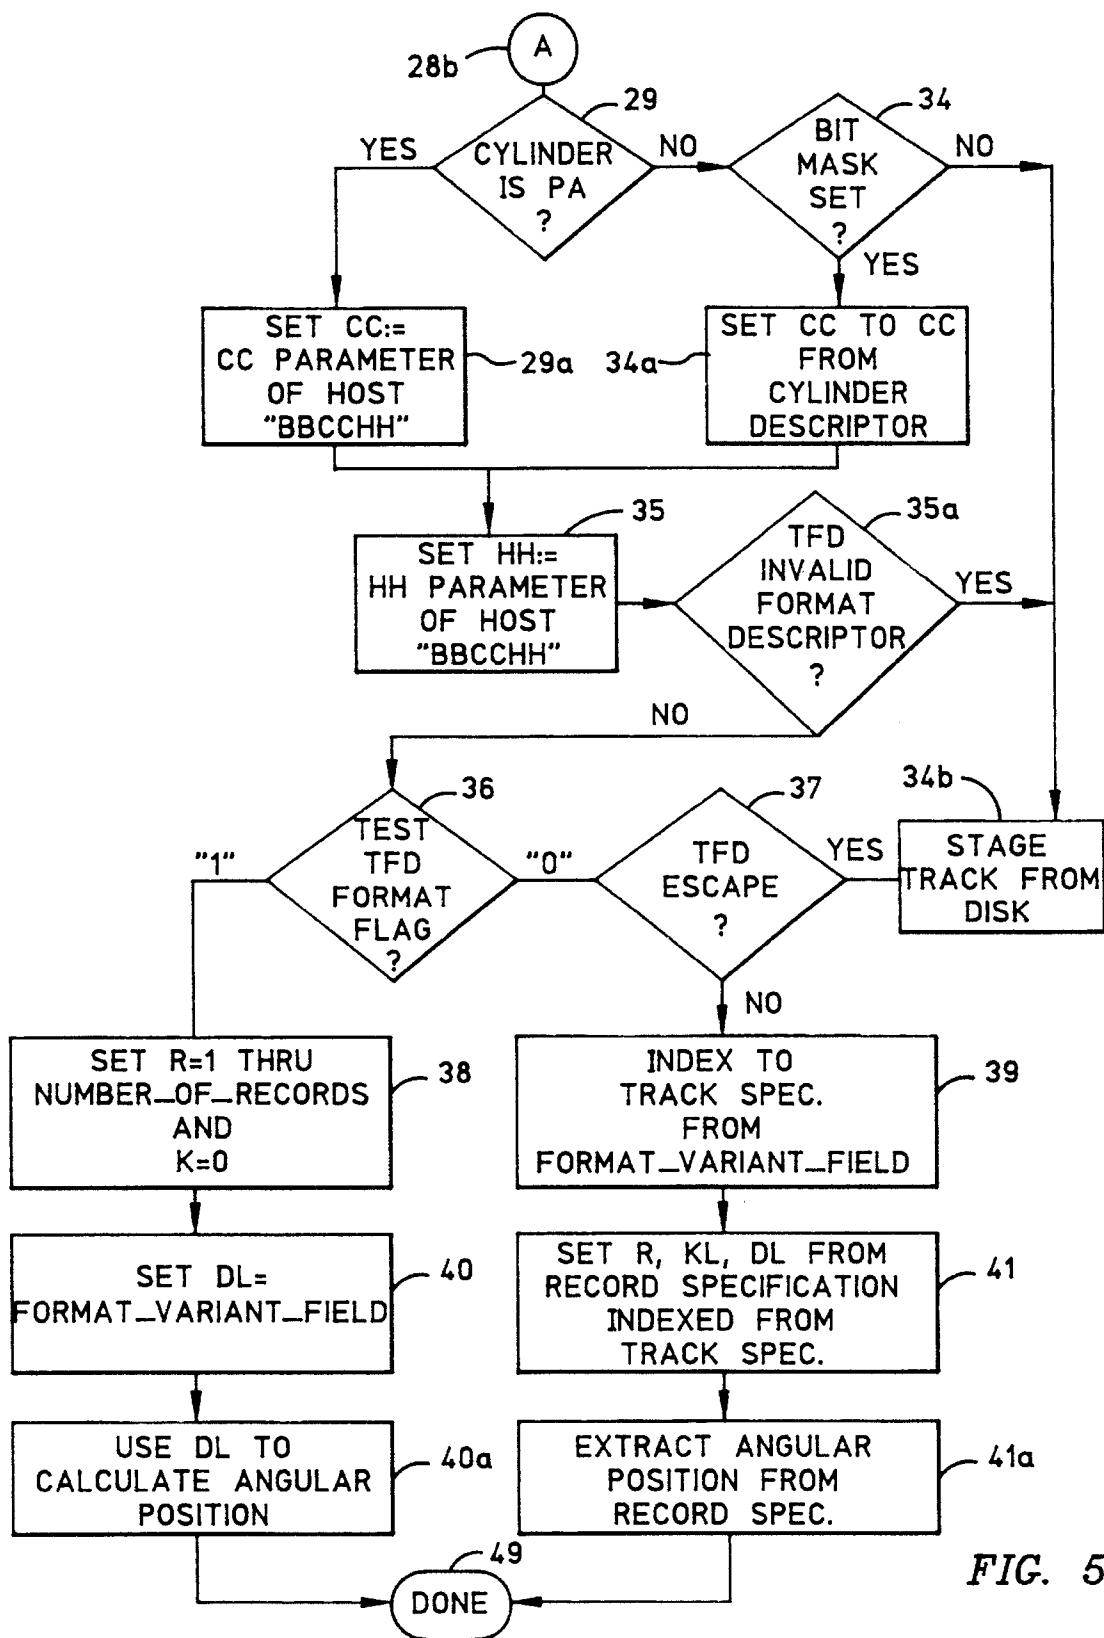 A
28b
29
CYLINDER
IS PA
?
YES
NO
34
BIT
MASK
SET
?
NO
YES
SET CC:=
CC PARAMETER
OF HOST
"BBCCHH"
29a
34a
SET CC TO CC
FROM
CYLINDER
DESCRIPTOR
35
SET HH:=
HH PARAMETER
OF HOST
"BBCCHH"
35a
TFD
INVALID
FORMAT
DESCRIPTOR
?
YES
NO
36
TEST
TFD
FORMAT
FLAG
?
"1"
"0"
37
TFD
ESCAPE
?
YES
NO
34b
STAGE
TRACK FROM
DISK
SET R=1 THRU
NUMBER_OF_RECORDS
AND
K=0
38
INDEX TO
TRACK SPEC.
FROM
FORMAT_VARIANT_FIELD
39
SET DL=
FORMAT_VARIANT_FIELD
40
SET R, KL, DL FROM
RECORD SPECIFICATION
INDEXED FROM
TRACK SPEC.
41
USE DL TO
CALCULATE ANGULAR
POSITION
40a
EXTRACT ANGULAR
POSITION FROM
RECORD SPEC.
41a
49
DONE
FIG. 5